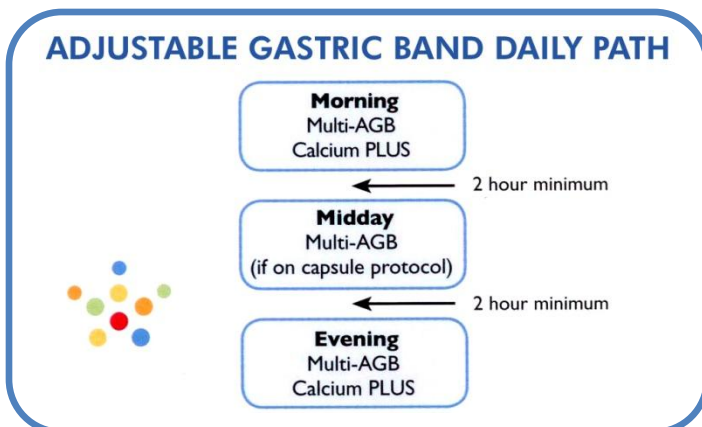 ADJUSTABLE GASTRIC BAND DAILY PATH
Morning
Multi-AGB
Calcium PLUS
2 hour minimum
Midday
Multi-AGB
(if on capsule protocol)
2 hour minimum
Evening
Multi-AGB
Calcium PLUS